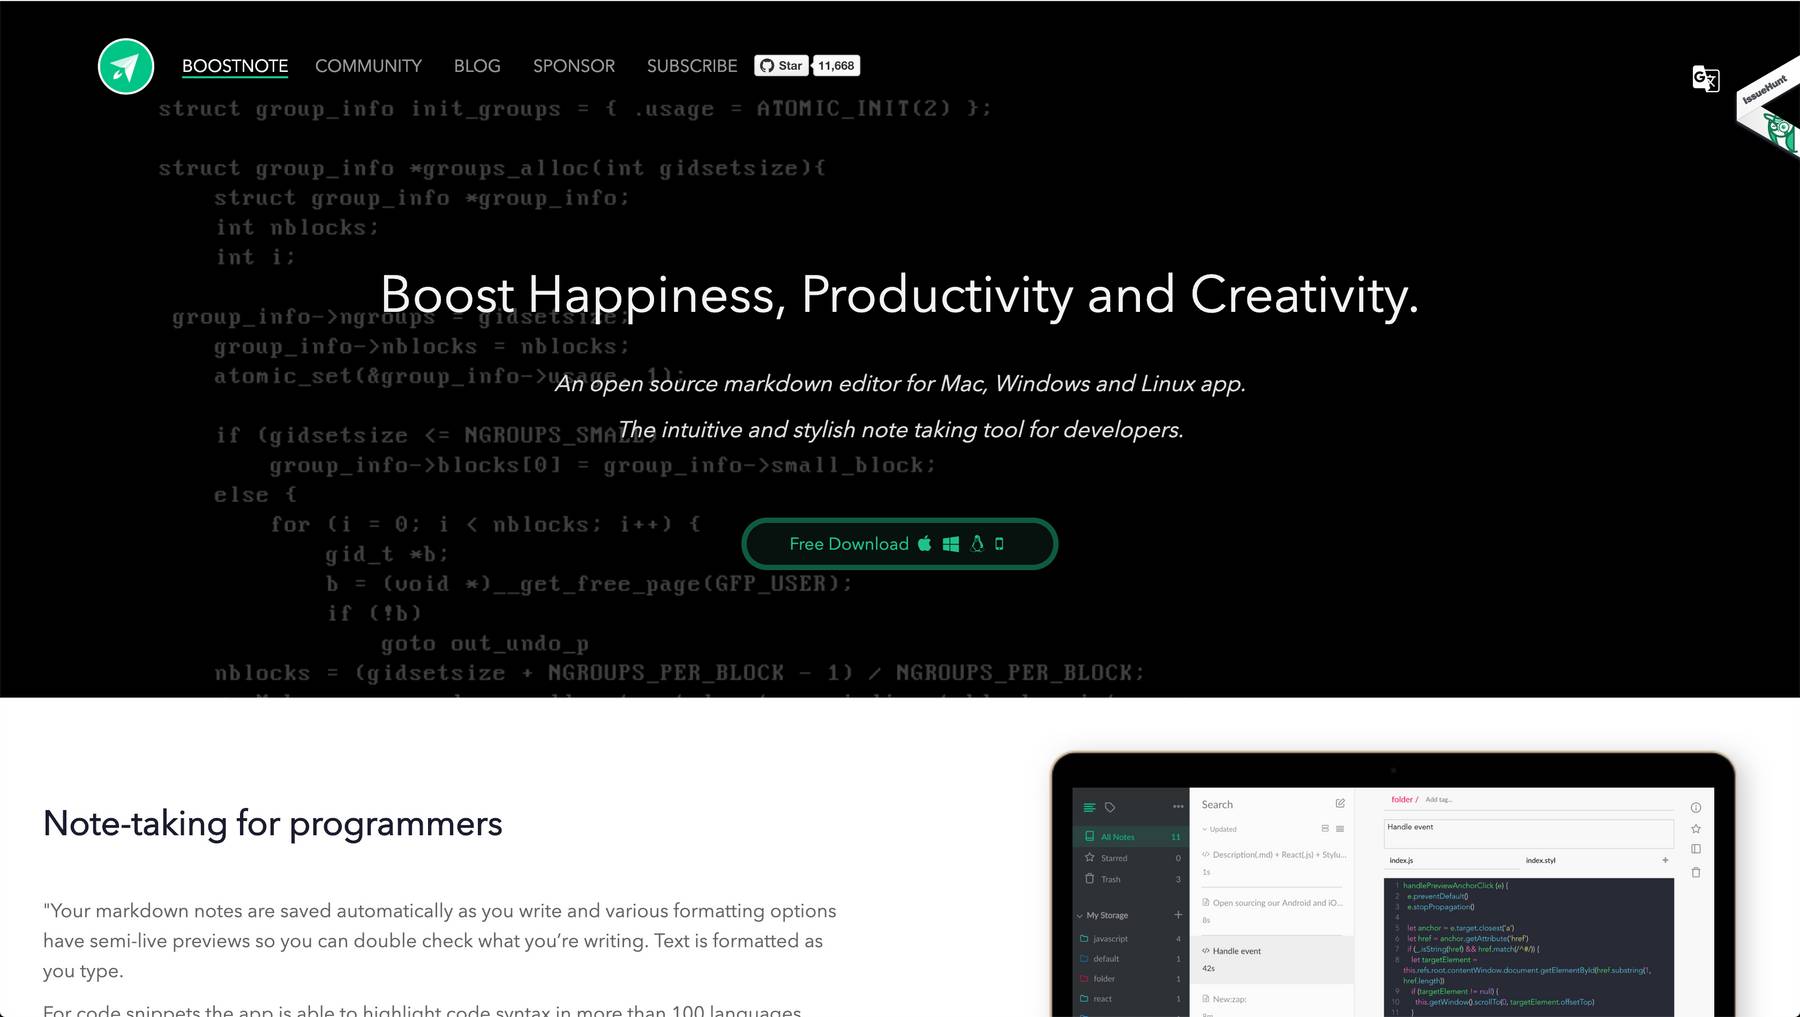 BOOSTNOTE COMMUNITY BLOG SPONSOR SUBSCRIBE Star 11,668
IssueHunt
struct group_info init_groups = { .usage = ATOMIC_INIT(2) };
struct group_info *groups_alloc(int gidsetsize){
struct group_info *group_info;
int nblocks;
int i;
Boost Happiness, Productivity and Creativity.
group_info->ngroups = gidsetsize;
group_info->nblocks = nblocks;
atomic_set(&group_info->usage, 1);
An open source markdown editor for Mac, Windows and Linux app.
The intuitive and stylish note taking tool for developers.
if (gidsetsize <= NGROUPS_SMALL)
group_info->blocks[0] = group_info->small_block;
else {
for (i = 0; i < nblocks; i++) {
Free Download
gid_t *b;
b = (void *)__get_free_page(GFP_USER);
if (!b)
goto out_undo_p
nblocks = (gidsetsize + NGROUPS_PER_BLOCK - 1) / NGROUPS_PER_BLOCK;
Note-taking for programmers
"Your markdown notes are saved automatically as you write and various formatting options
have semi-live previews so you can double check what you’re writing. Text is formatted as
you type.
For code snippets the app is able to highlight code syntax in more than 100 languages
All Notes 11
Starred 0
Trash 3
My Storage +
javascript 4
default 1
folder 1
react 1
Search
Updated
</> Description(.md) + React(.js) + Stylu...
1s
Open sourcing our Android and iO...
8s
</> Handle event
42s
New:zap:
folder / Add tag...
Handle event
index.js index.styl +
1 handlePreviewAnchorClick (e) {
2 e.preventDefault()
3 e.stopPropagation()
4
5 let anchor = e.target.closest('a')
6 let href = anchor.getAttribute('href')
7 if (_.isString(href) && href.match(/^#/)) {
8 let targetElement =
this.refs.root.contentWindow.document.getElementById(href.substring(1,
href.length))
9 if (targetElement != null) {
10 this.getWindow().scrollTo(0, targetElement.offsetTop)
11 }